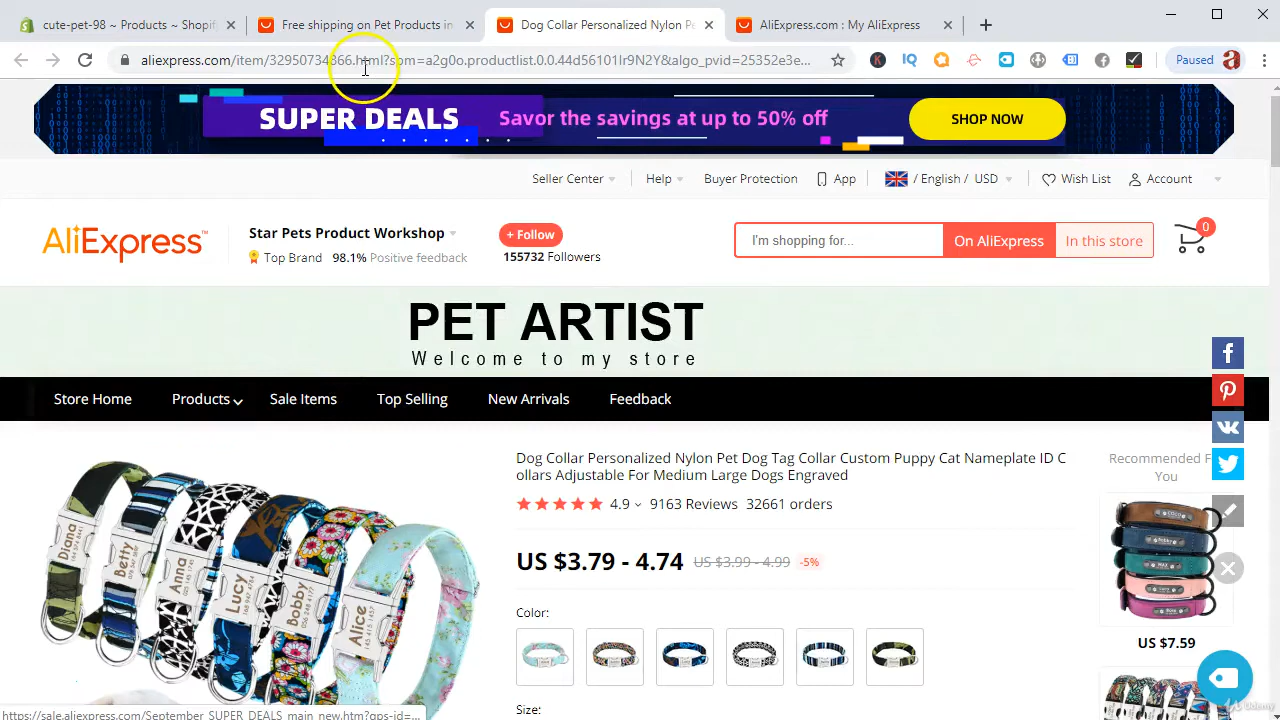 cute-pet-98 ~ Products ~ Shopif
Free shipping on Pet Products in
Dog Collar Personalized Nylon Pe
AliExpress.com : My AliExpress
aliexpress.com/item/32950734866.html?spm=a2g0o.productlist.0.0.44d56101Ir9N2Y&algo_pvid=25352e3e...
Paused
SUPER DEALS
Savor the savings at up to 50% off
SHOP NOW
Seller Center
Help
Buyer Protection
App
/ English / USD
Wish List
Account
AliExpress™
Star Pets Product Workshop
Top Brand 98.1% Positive feedback
+ Follow
155732 Followers
I'm shopping for...
On AliExpress
In this store
0
PET ARTIST
Welcome to my store
Store Home
Products
Sale Items
Top Selling
New Arrivals
Feedback
Dog Collar Personalized Nylon Pet Dog Tag Collar Custom Puppy Cat Nameplate ID C
ollars Adjustable For Medium Large Dogs Engraved
4.9 9163 Reviews 32661 orders
US $3.79 - 4.74 US $3.99 - 4.99 -5%
Color:
Size:
Recommended F
You
US $7.59
Diana
Betty
Anna
Lucy
Bobby
Alice
https://sale.aliexpress.com/September_SUPER_DEALS_main_new.htm?gps-id=...
Udemy